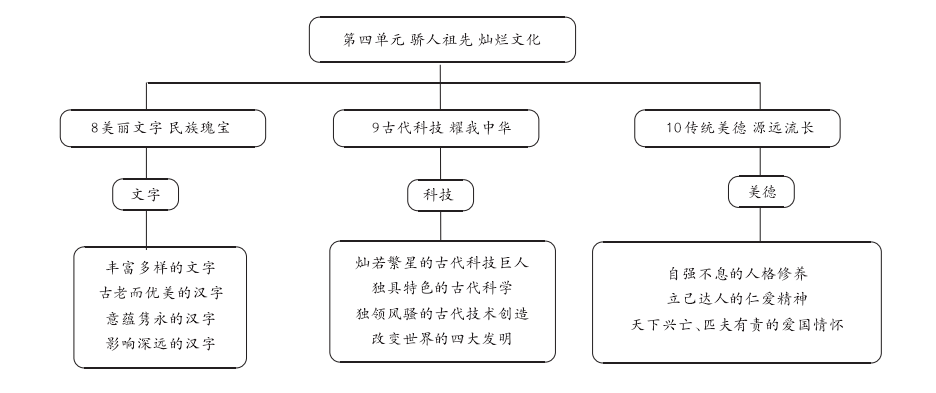 第四单元 骄人祖先 灿烂文化
8美丽文字 民族瑰宝
9古代科技 耀我中华
10传统美德 源远流长
文字
科技
美德
丰富多样的文字
古老而优美的汉字
意蕴隽永的汉字
影响深远的汉字
灿若繁星的古代科技巨人
独具特色的古代科学
独领风骚的古代技术创造
改变世界的四大发明
自强不息的人格修养
立己达人的仁爱精神
天下兴亡、匹夫有责的爱国情怀